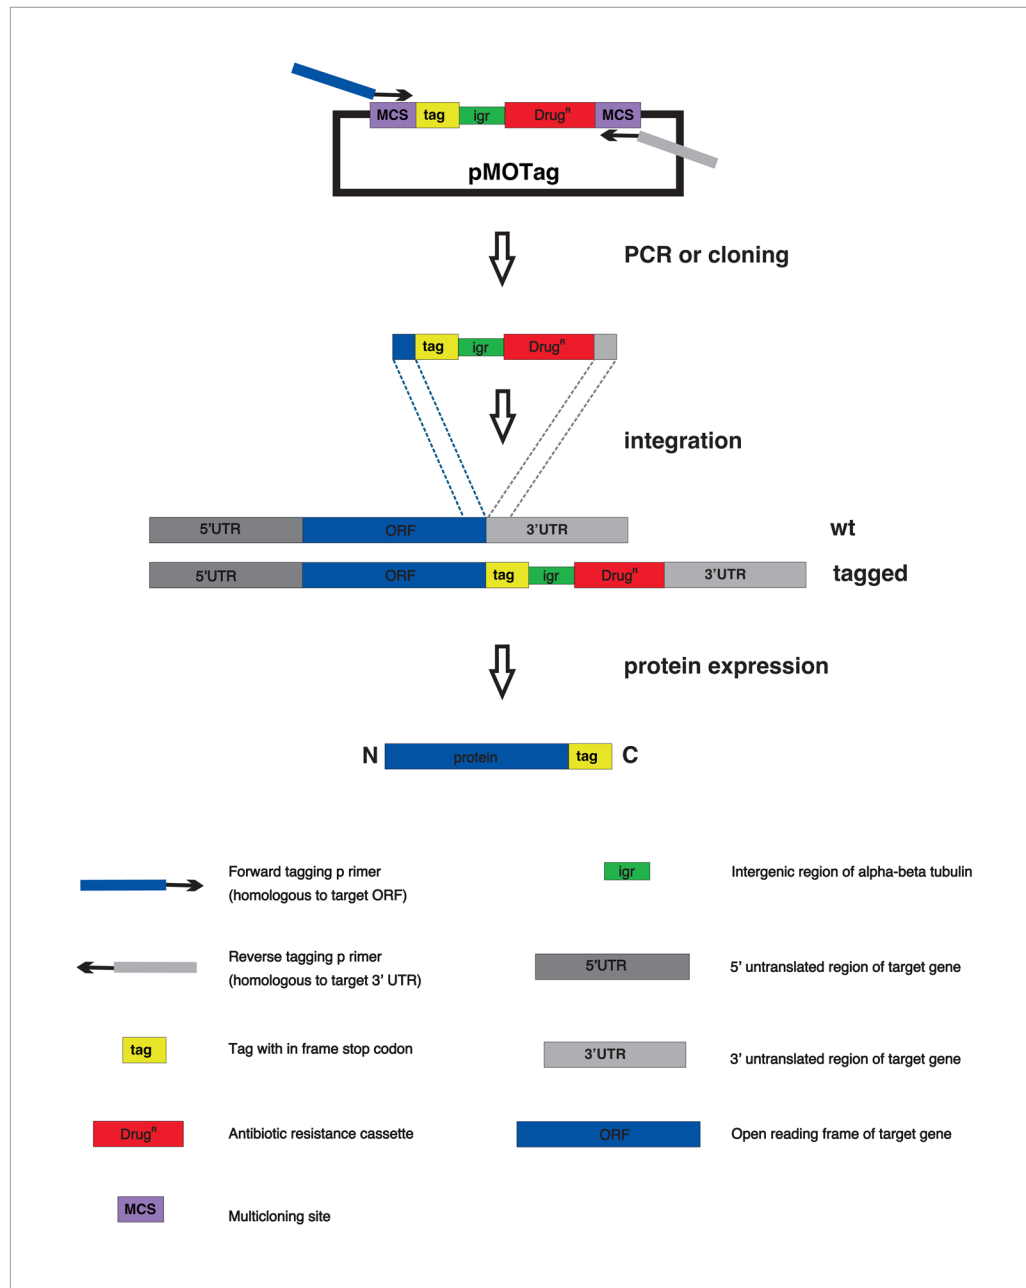 MCS tag igr Drugᴿ MCS
pMOTag
PCR or cloning
tag igr Drugᴿ
integration
5'UTR ORF 3'UTR wt
5'UTR ORF tag igr Drugᴿ 3'UTR tagged
protein expression
N protein tag C
Forward tagging p rimer
(homologous to target ORF)
igr Intergenic region of alpha-beta tubulin
Reverse tagging p rimer
(homologous to target 3' UTR)
5'UTR 5' untranslated region of target gene
tag Tag with in frame stop codon
3'UTR 3' untranslated region of target gene
Drugᴿ Antibiotic resistance cassette
ORF Open reading frame of target gene
MCS Multicloning site